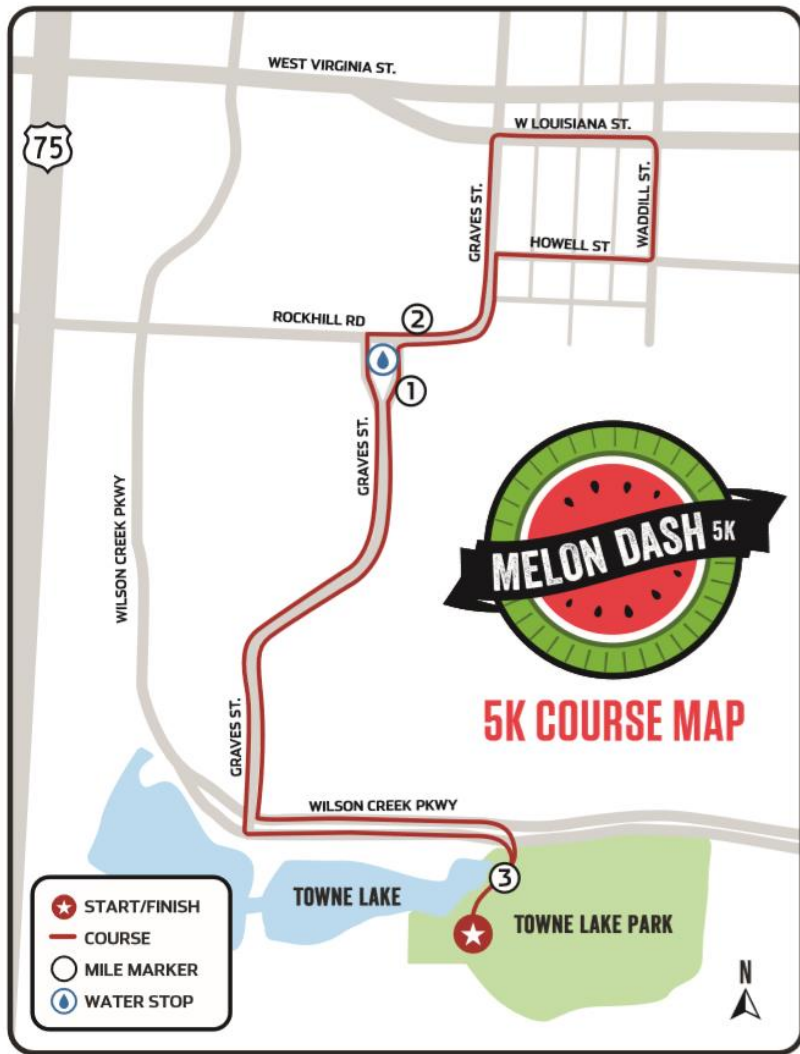 WEST VIRGINIA ST.
75
W LOUISIANA ST.
GRAVES ST.
WADDILL ST.
HOWELL ST
ROCKHILL RD
2
1
GRAVES ST.
WILSON CREEK PKWY
MELON DASH 5K
5K COURSE MAP
GRAVES ST.
WILSON CREEK PKWY
3
TOWNE LAKE
TOWNE LAKE PARK
START/FINISH
COURSE
MILE MARKER
WATER STOP
N